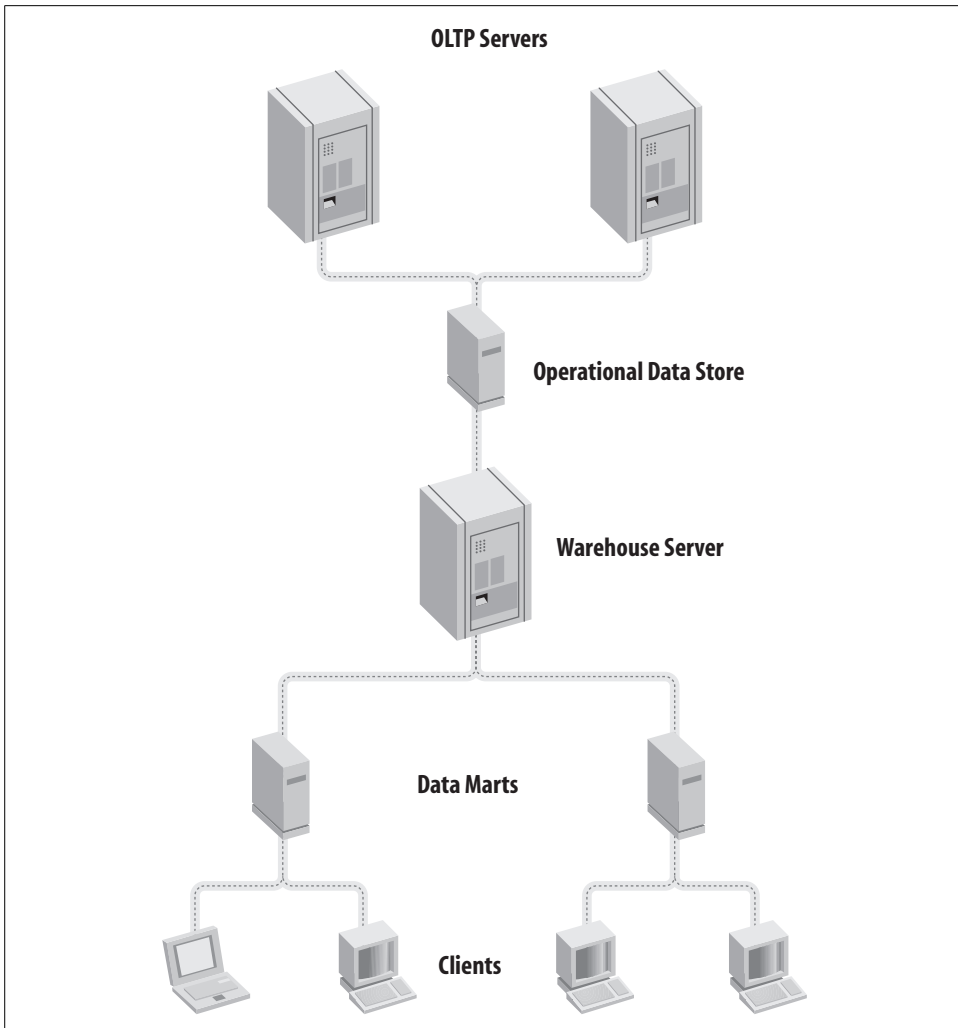 OLTP Servers
Operational Data Store
Warehouse Server
Data Marts
Clients